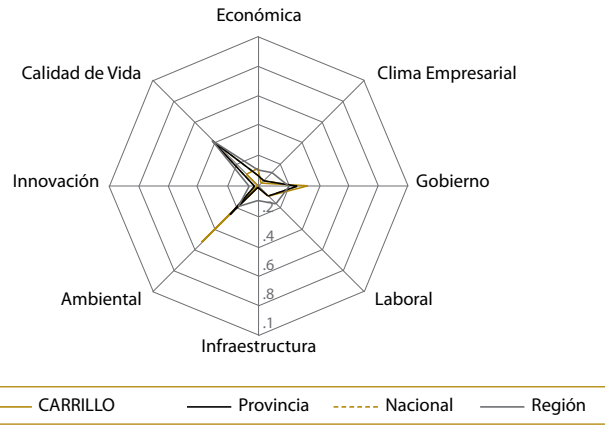 Económica
Calidad de Vida
Clima Empresarial
Innovación
Gobierno
.2
.4
.6
.8
.1
Ambiental
Laboral
Infraestructura
CARRILLO Provincia Nacional Región